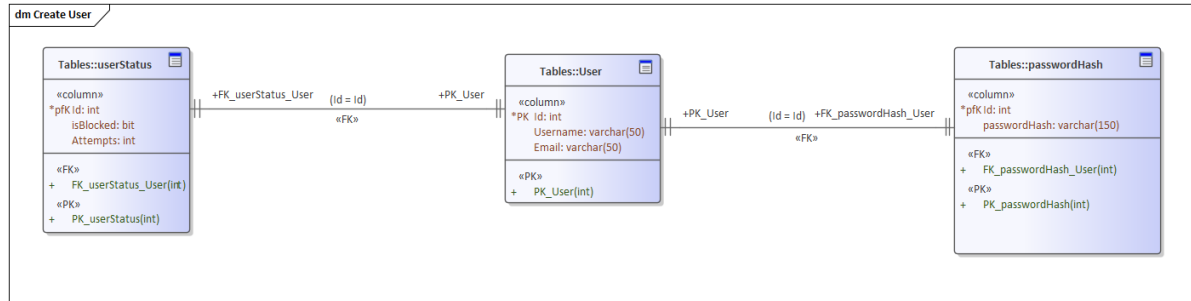 dm Create User
Tables::userStatus
«column»
*pfK Id: int
isBlocked: bit
Attempts: int
«FK»
+ FK_userStatus_User(int)
«PK»
+ PK_userStatus(int)
+FK_userStatus_User
(Id = Id)
+PK_User
«FK»
Tables::User
«column»
*PK Id: int
Username: varchar(50)
Email: varchar(50)
«PK»
+ PK_User(int)
+PK_User
(Id = Id)
+FK_passwordHash_User
«FK»
Tables::passwordHash
«column»
*pfK Id: int
passwordHash: varchar(150)
«FK»
+ FK_passwordHash_User(int)
«PK»
+ PK_passwordHash(int)